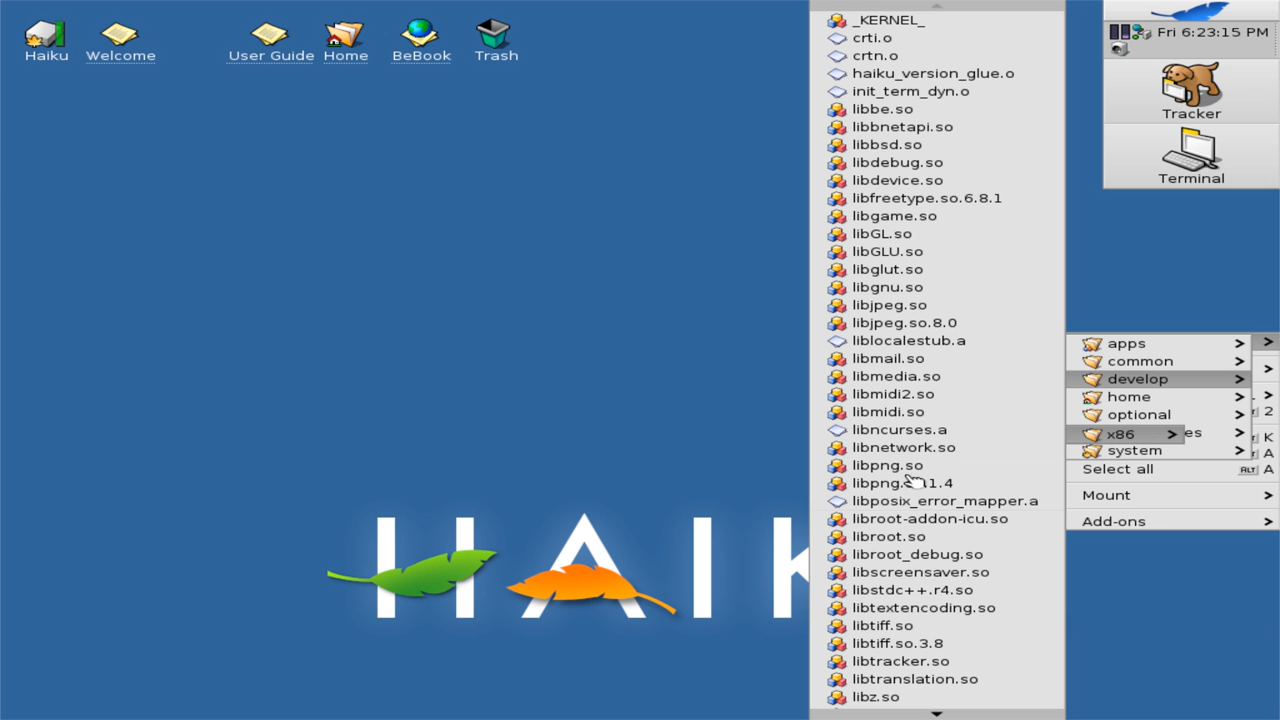 Haiku
Welcome
User Guide
Home
BeBook
Trash
_KERNEL_
crti.o
crtn.o
haiku_version_glue.o
init_term_dyn.o
libbe.so
libbnetapi.so
libbsd.so
libdebug.so
libdevice.so
libfreetype.so.6.8.1
libgame.so
libGL.so
libGLU.so
libglut.so
libgnu.so
libjpeg.so
libjpeg.so.8.0
liblocalestub.a
libmail.so
libmedia.so
libmidi2.so
libmidi.so
libncurses.a
libnetwork.so
libpng.so
libposix_error_mapper.a
libroot-addon-icu.so
libroot.so
libroot_debug.so
libscreensaver.so
libstdc++.r4.so
libtextencoding.so
libtiff.so
libtiff.so.3.8
libtracker.so
libtranslation.so
libz.so
Fri 6:23:15 PM
Tracker
Terminal
apps
common
develop
home
optional
x86
es
system
2
K
A
Select all ALT A
Mount
Add-ons
HAIK